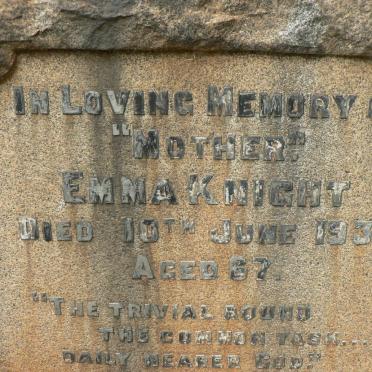 In Loving Memory
"Mother."
Emma Knight
Died 10th June 193
Aged 67.
"The trivial round
the common task...
daily nearer God."